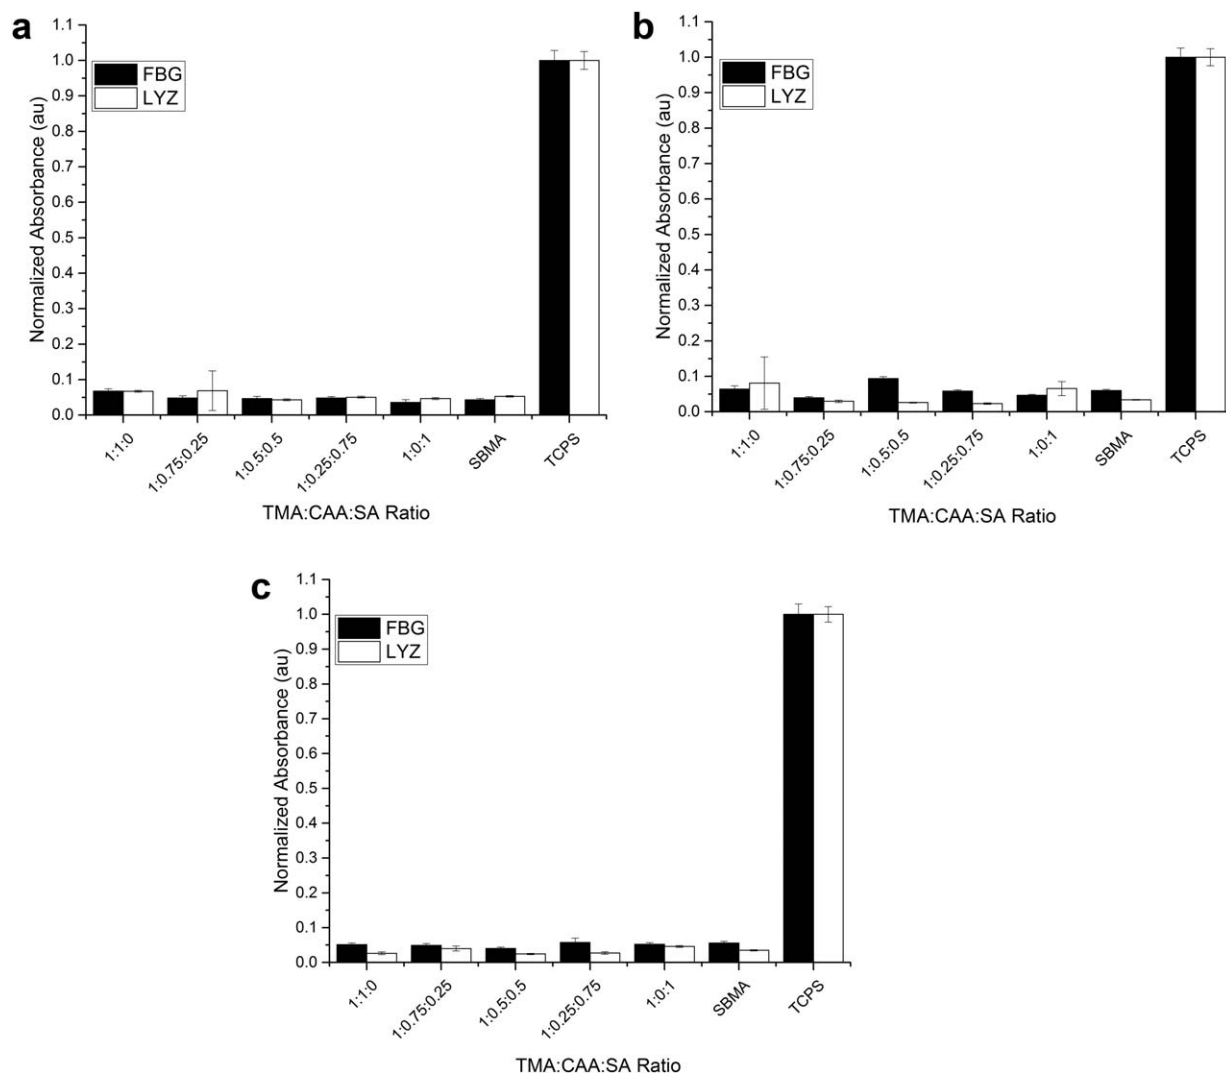 a
1.1
1.0
0.9
0.8
0.7
0.6
0.5
0.4
0.3
0.2
0.1
0.0
Normalized Absorbance (au)
FBG
LYZ
1:1:0
1:0.75:0.25
1:0.5:0.5
1:0.25:0.75
1:0:1
SBMA
TCPS
TMA:CAA:SA Ratio
b
1.1
1.0
0.9
0.8
0.7
0.6
0.5
0.4
0.3
0.2
0.1
0.0
Normalized Absorbance (au)
FBG
LYZ
1:1:0
1:0.75:0.25
1:0.5:0.5
1:0.25:0.75
1:0:1
SBMA
TCPS
TMA:CAA:SA Ratio
c
1.1
1.0
0.9
0.8
0.7
0.6
0.5
0.4
0.3
0.2
0.1
0.0
Normalized Absorbance (au)
FBG
LYZ
1:1:0
1:0.75:0.25
1:0.5:0.5
1:0.25:0.75
1:0:1
SBMA
TCPS
TMA:CAA:SA Ratio